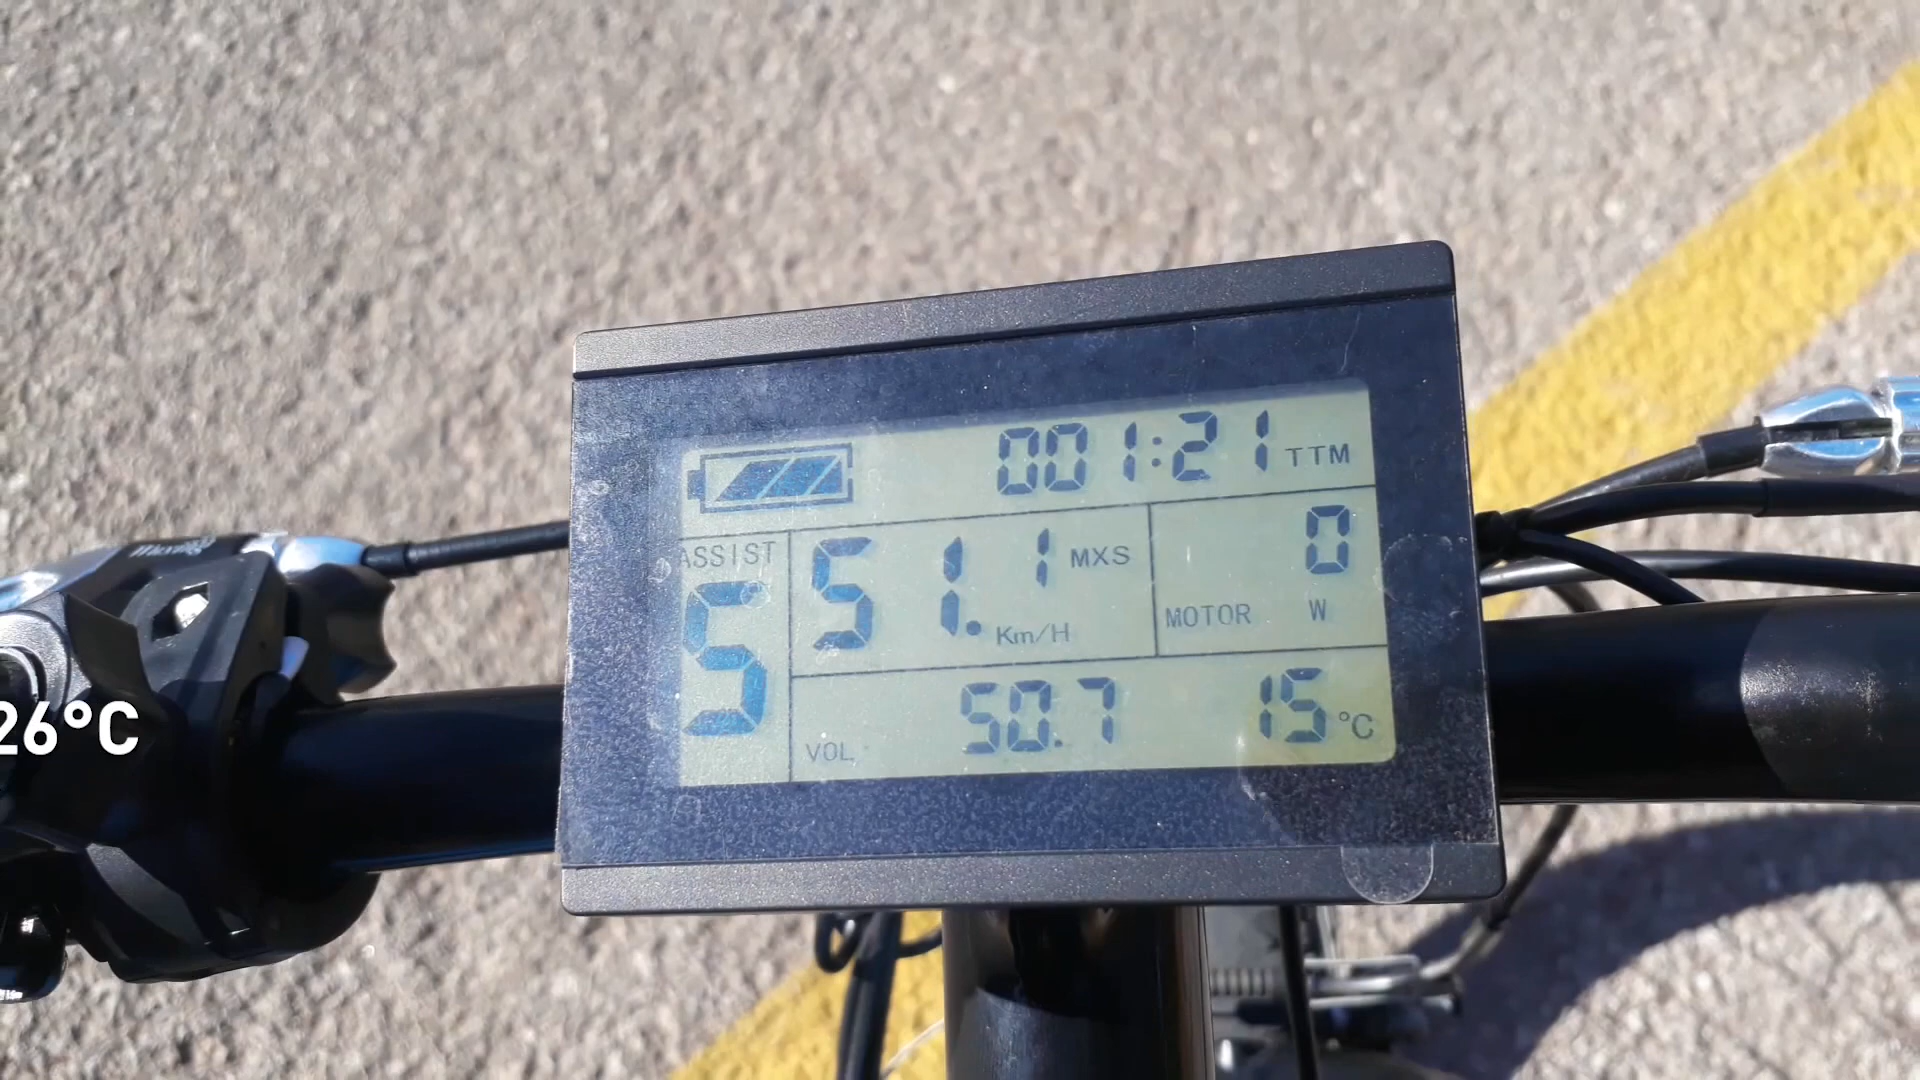 001:21 TTM
ASSIST
5
51.1 MXS
Km/H
0
MOTOR W
VOL 50.7 15°C
26°C